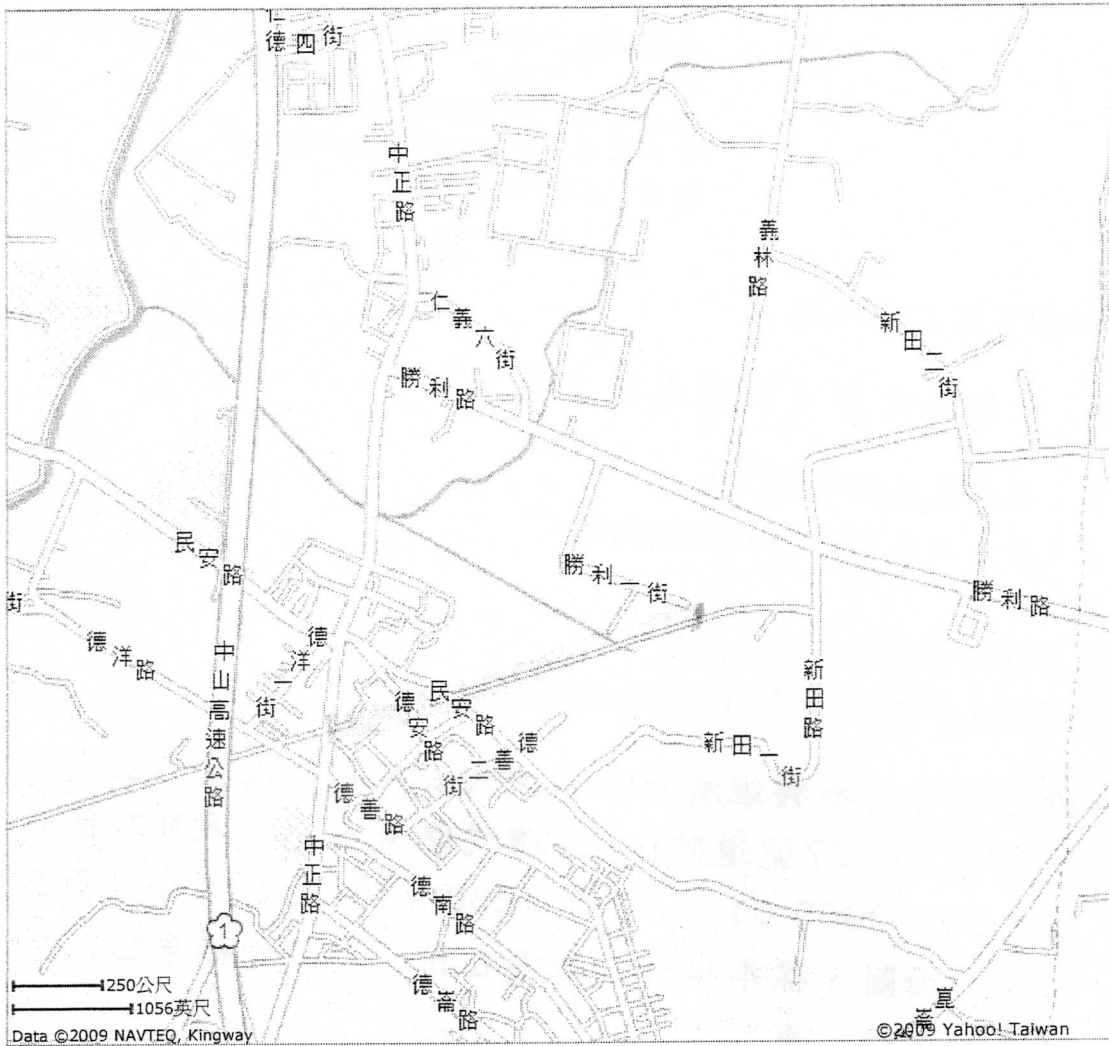 仁德四街
中正路
義林路
仁義六街
新田二街
勝利路
民安路
勝利一街
勝利路
街
德洋路
德洋一街
中山高速公路
德安路
民安路
新田路
新田一街
德善二街
德善路
中正路
德南路
1
德崙路
崑崙
250公尺
1056英尺
Data ©2009 NAVTEQ, Kingway
©2009 Yahoo! Taiwan